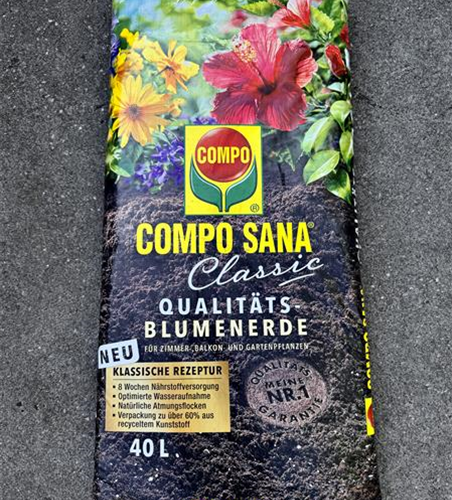 COMPO
®
COMPO SANA®
Classic
QUALITÄTS-
BLUMENERDE
FÜR ZIMMER-, BALKON- UND GARTENPFLANZEN
NEU
KLASSISCHE REZEPTUR
• 8 Wochen Nährstoffversorgung
• Optimierte Wasseraufnahme
• Natürliche Atmungsflocken
• Verpackung zu über 60% aus
recyceltem Kunststoff
QUALITÄTS
MEINE
NR.1
GARANTIE
40 L